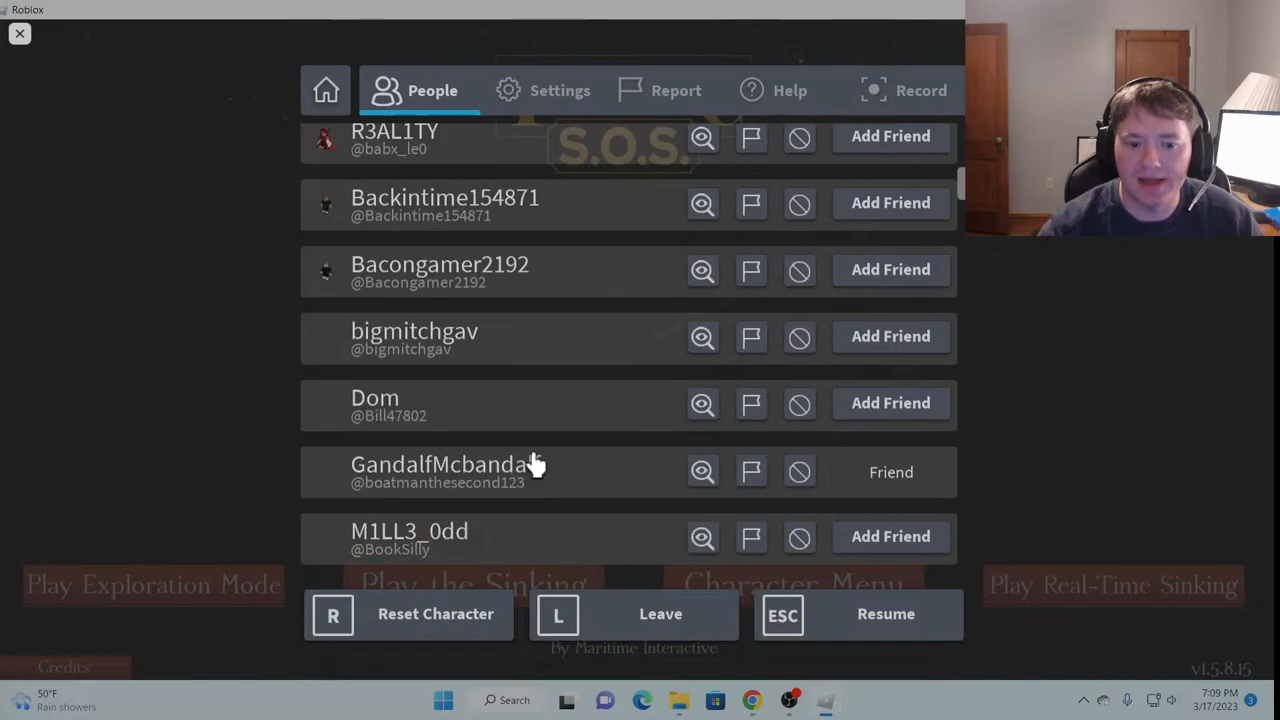 Roblox
People
Settings
Report
Help
Record
S.O.S.
R3AL1TY
@babx_le0
Add Friend
Backintime154871
@Backintime154871
Add Friend
Bacongamer2192
@Bacongamer2192
Add Friend
bigmitchgav
@bigmitchgav
Add Friend
Dom
@Bill47802
Add Friend
@boatmanthesecond123
Friend
M1LL3_0dd
@BookSilly
Add Friend
Play Exploration Mode
Play the Sinking
Character Menu
Play Real-Time Sinking
R Reset Character
L Leave
ESC Resume
By Maritime Interactive
Credits
v1.5.8.15
50°F
Rain showers
Search
7:09 PM
3/17/2023
3